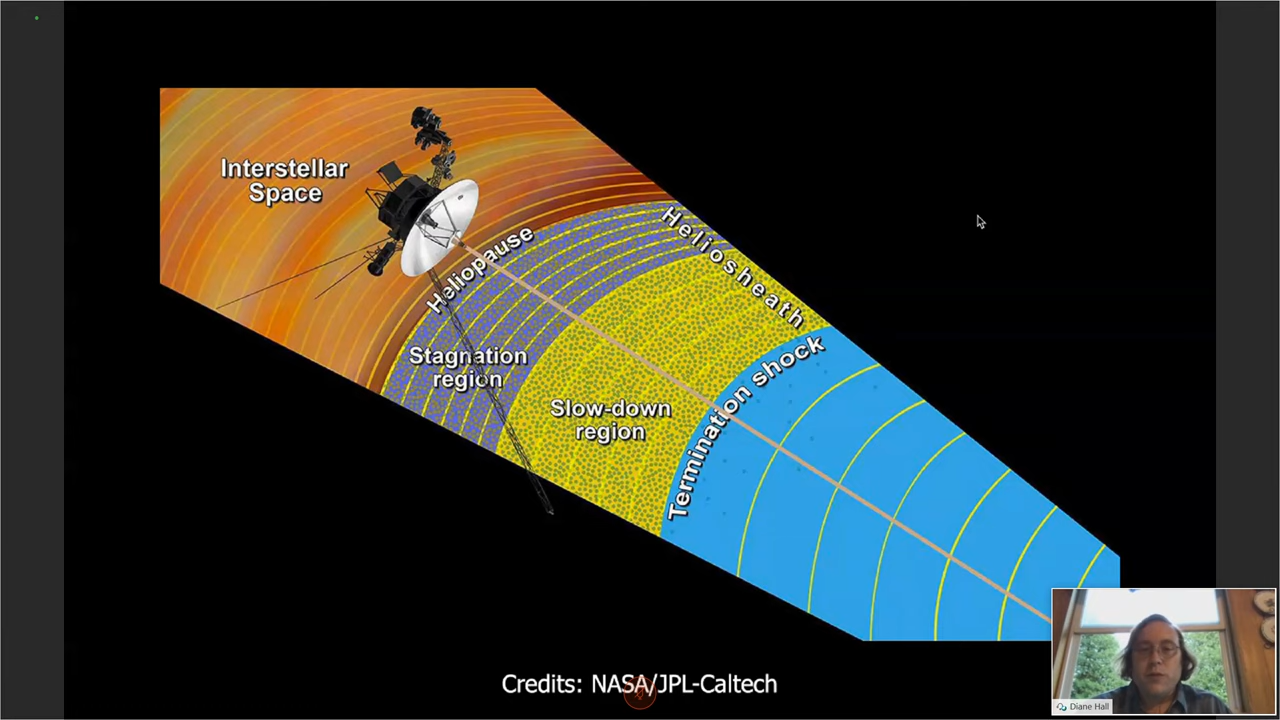 Interstellar
Space
Heliopause
Heliosheath
Stagnation
region
Slow-down
region
Termination shock
Credits: NASA/JPL-Caltech
Diane Hall